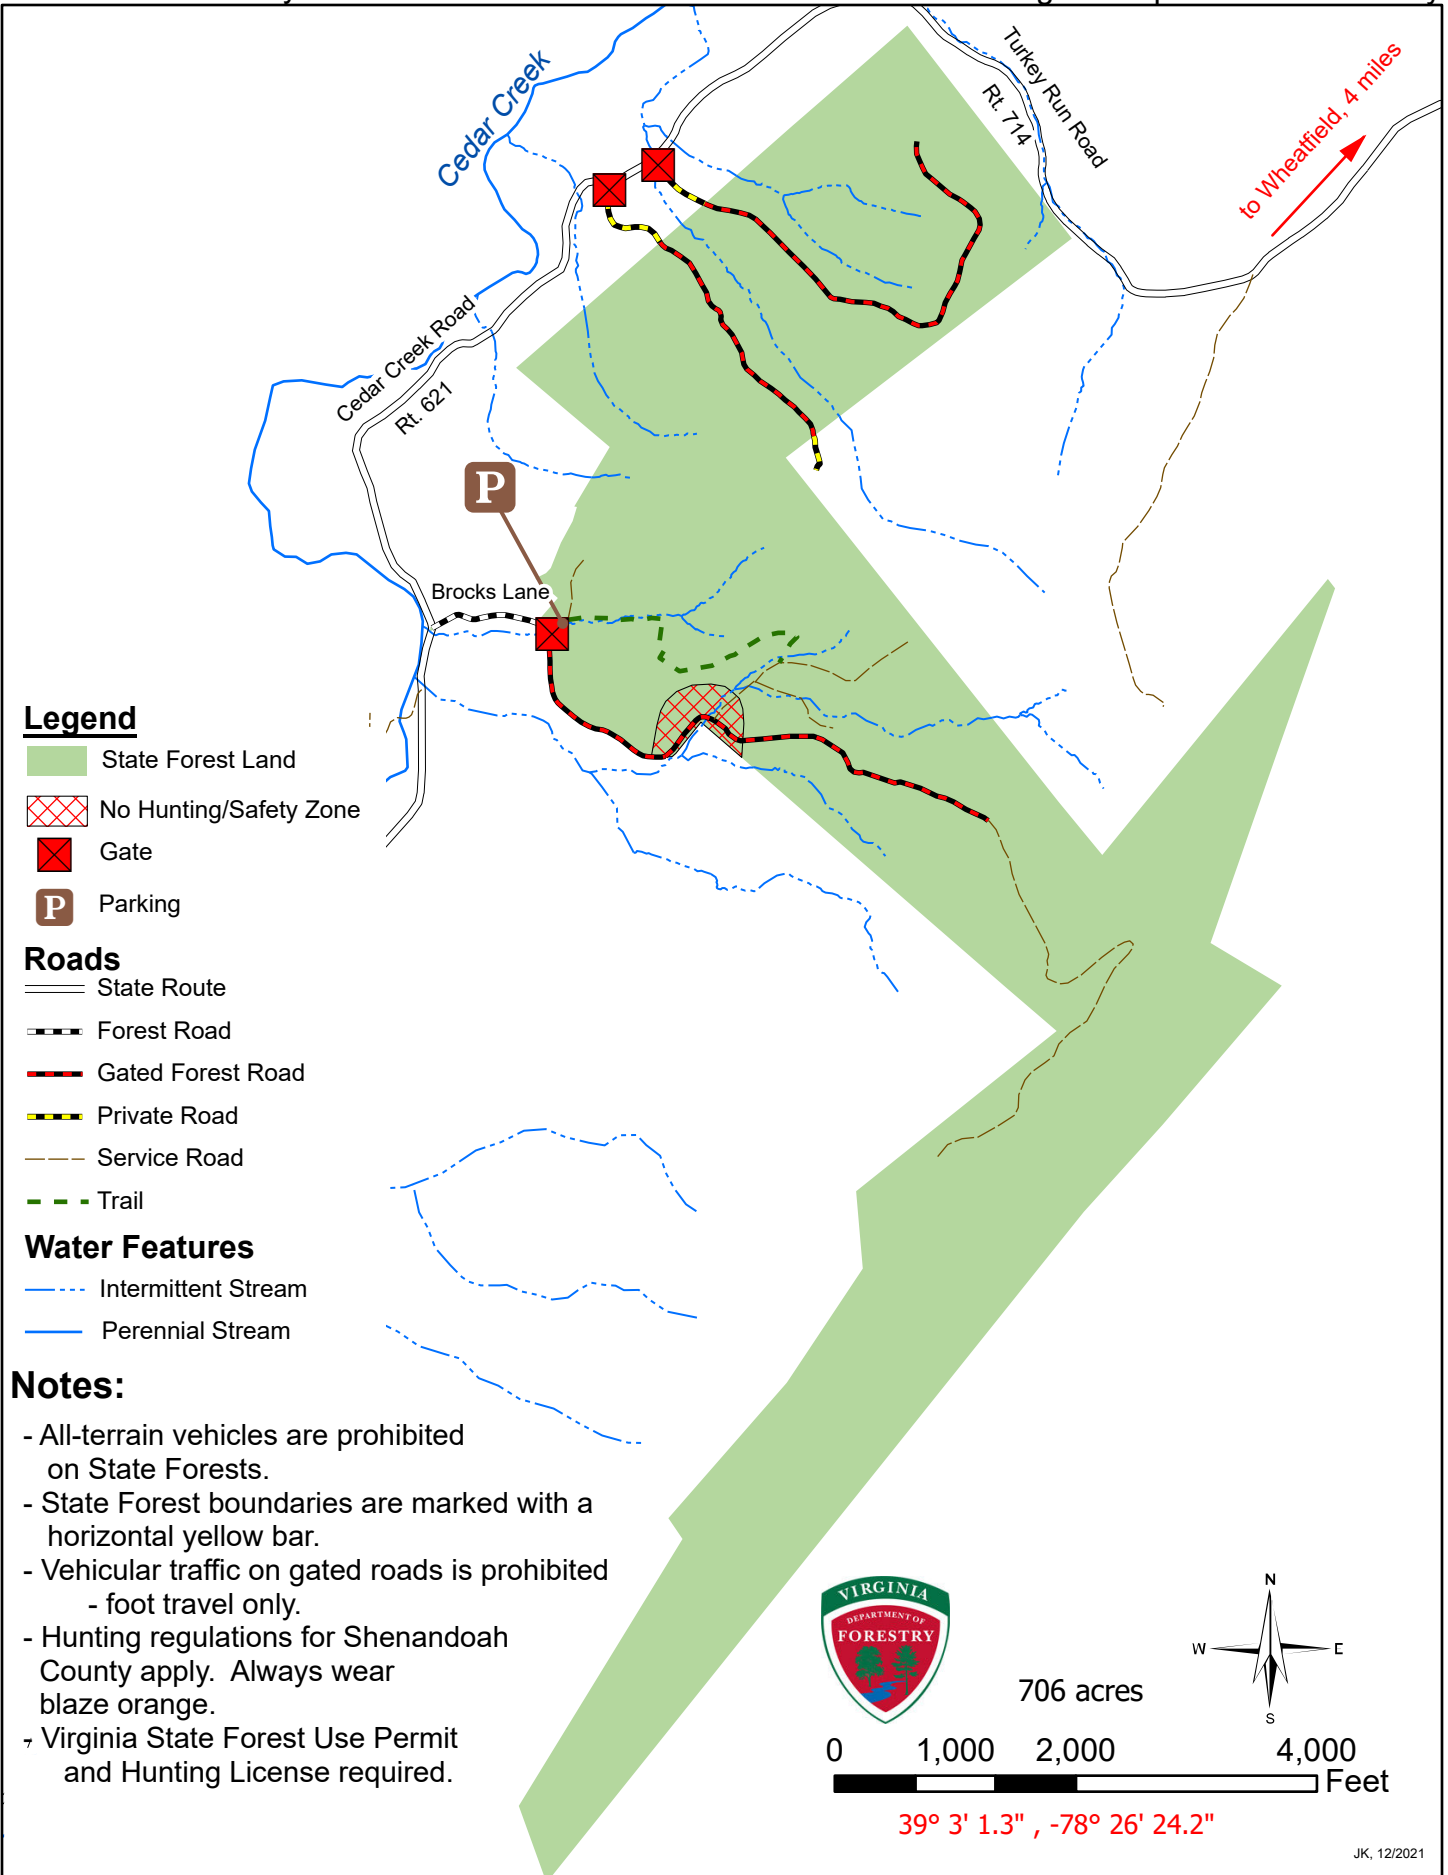 Cedar Creek
Turkey Run Road
Rt. 714
to Wheatfield, 4 miles
Cedar Creek Road
Rt. 621
P
Brocks Lane
Legend
State Forest Land
No Hunting/Safety Zone
Gate
P
Parking
Roads
State Route
Forest Road
Gated Forest Road
Private Road
Service Road
Trail
Water Features
Intermittent Stream
Perennial Stream
Notes:
- All-terrain vehicles are prohibited
on State Forests.
- State Forest boundaries are marked with a
horizontal yellow bar.
- Vehicular traffic on gated roads is prohibited
- foot travel only.
- Hunting regulations for Shenandoah
County apply.  Always wear
blaze orange.
- Virginia State Forest Use Permit
and Hunting License required.
VIRGINIA
DEPARTMENT OF
FORESTRY
706 acres
N
W E
S
0 1,000 2,000 4,000
Feet
39° 3' 1.3" , -78° 26' 24.2"
JK, 12/2021